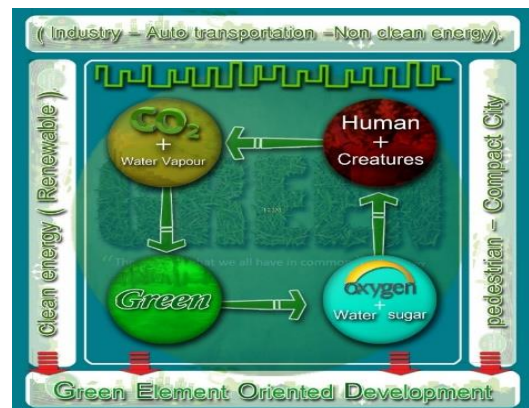 ( Industry – Auto transportation –Non clean energy).
Clean energy ( Renewable ).
CO2
+
Water Vapour
Human
+
Creatures
GREEN
Green
oxygen
+
Water sugar
pedestrian – Compact City
Green Element Oriented Development